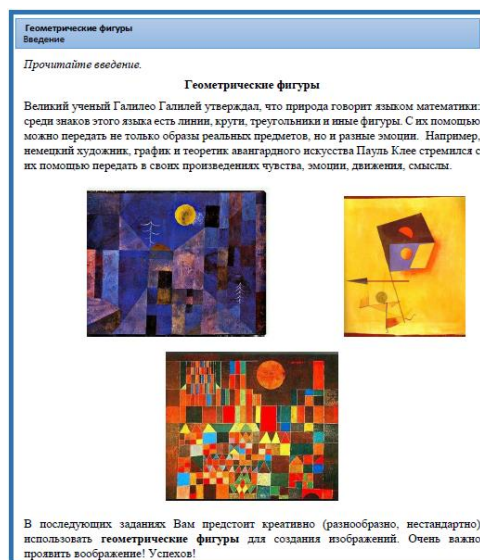 Геометрические фигуры
Введение
Прочитайте введение.
Геометрические фигуры
Великий ученый Галилео Галилей утверждал, что природа говорит языком математики:
среди знаков этого языка есть линии, круги, треугольники и иные фигуры. С их помощью
можно передать не только образы реальных предметов, но и разные эмоции. Например,
немецкий художник, график и теоретик авангардного искусства Пауль Клее стремился с
их помощью передать в своих произведениях чувства, эмоции, движения, смыслы.
В последующих заданиях Вам предстоит креативно (разнообразно, нестандартно)
использовать геометрические фигуры для создания изображений. Очень важно
проявить воображение! Успехов!